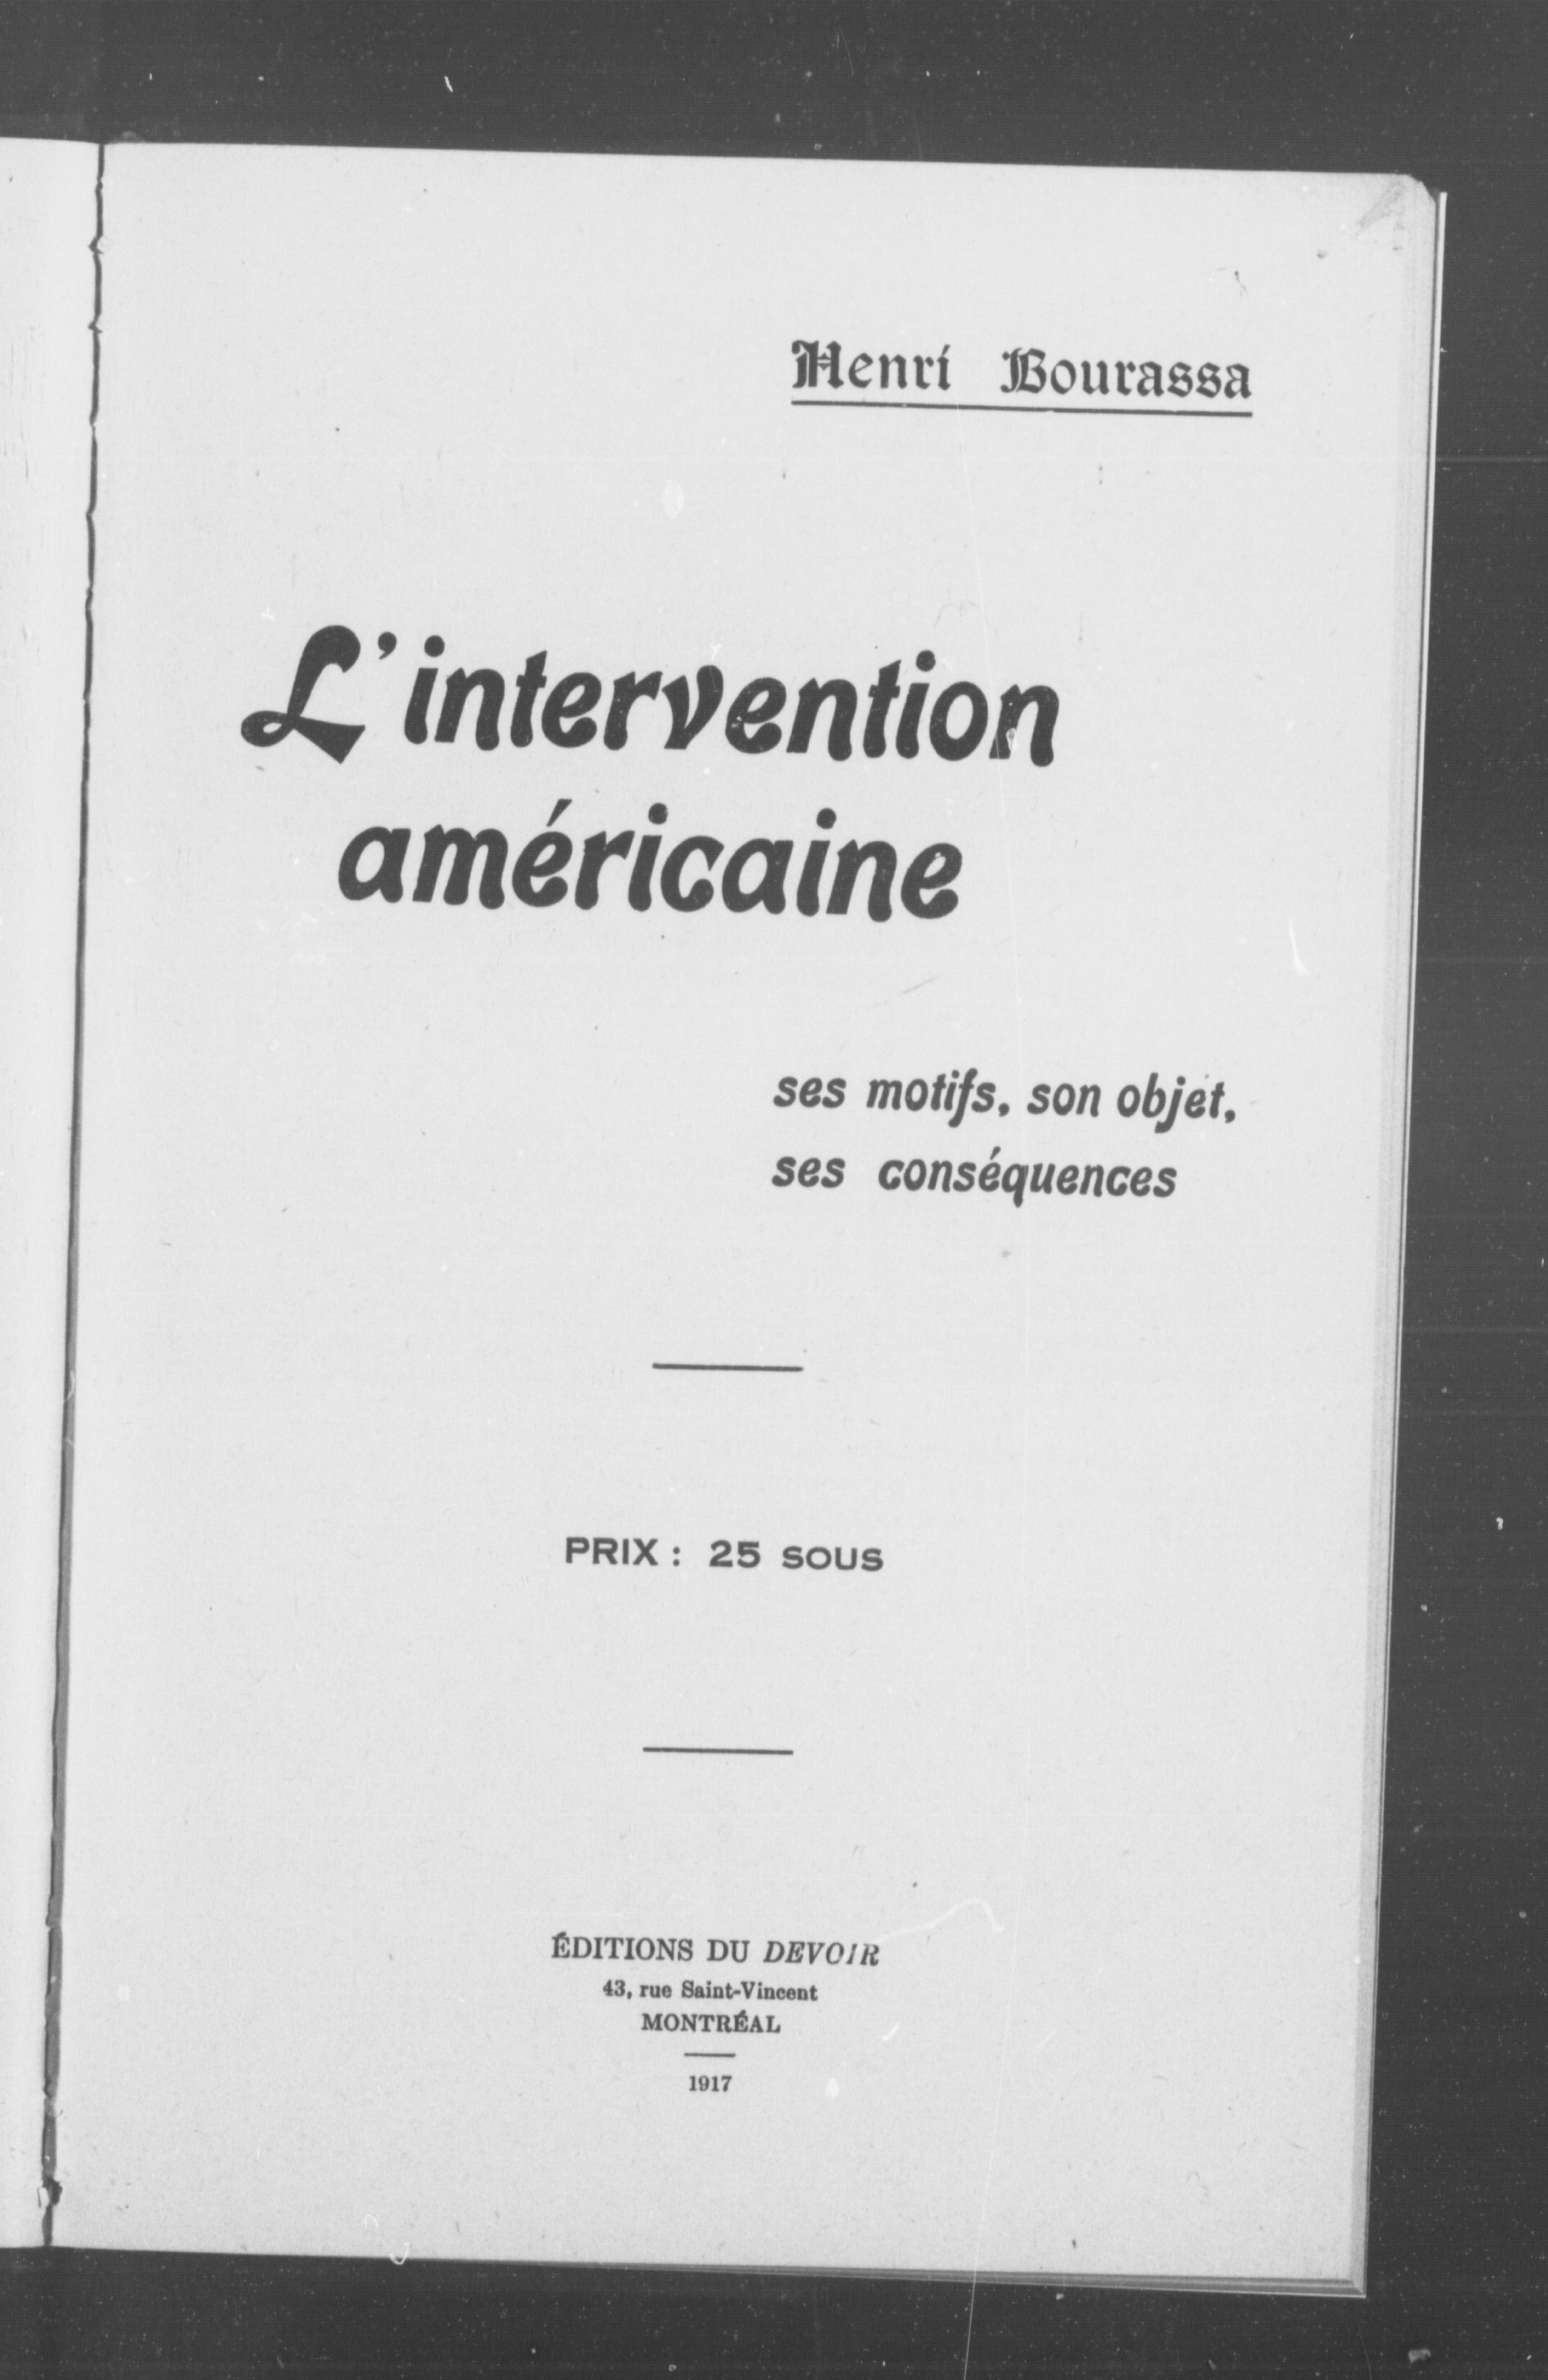 Henri Bourassa
L'intervention
américaine
ses motifs, son objet,
ses conséquences
PRIX : 25 SOUS
ÉDITIONS DU DEVOIR
43, rue Saint-Vincent
MONTRÉAL
1917